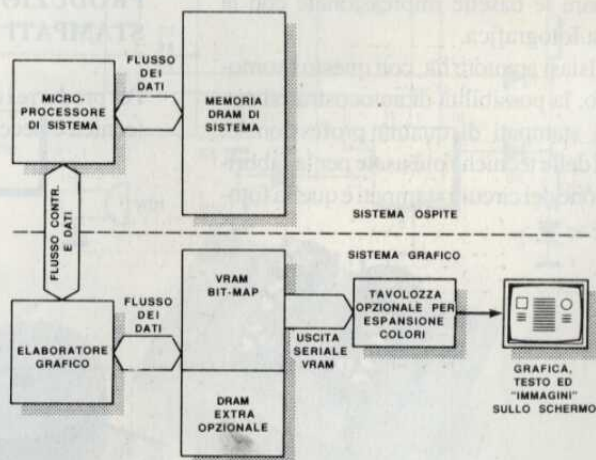 PRODUZIO
STAMPATI
MICRO-
PROCESSORE
DI SISTEMA
FLUSSO
DEI
DATI
MEMORIA
DRAM DI
SISTEMA
FLUSSO CONTR.
E DATI
SISTEMA OSPITE
SISTEMA GRAFICO
ELABORATORE
GRAFICO
FLUSSO
DEI
DATI
VRAM
BIT-MAP
DRAM
EXTRA
OPZIONALE
USCITA
SERIALE
VRAM
TAVOLOZZA
OPZIONALE PER
ESPANSIONE
COLORI
GRAFICA,
TESTO ED
"IMMAGINI"
SULLO SCHERMO